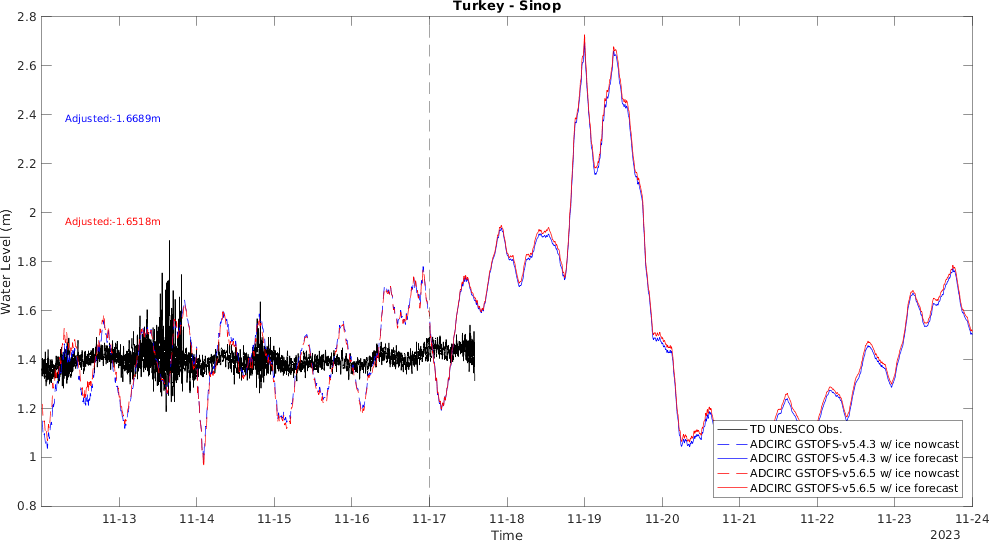 Turkey - Sinop
2.8
2.6
2.4
2.2
2
1.8
1.6
1.4
1.2
1
0.8
Water Level (m)
Adjusted:-1.6689m
Adjusted:-1.6518m
TD UNESCO Obs.
ADCIRC GSTOFS-v5.4.3 w/ ice nowcast
ADCIRC GSTOFS-v5.4.3 w/ ice forecast
ADCIRC GSTOFS-v5.6.5 w/ ice nowcast
ADCIRC GSTOFS-v5.6.5 w/ ice forecast
11-13 11-14 11-15 11-16 11-17 11-18 11-19 11-20 11-21 11-22 11-23 11-24
Time
2023